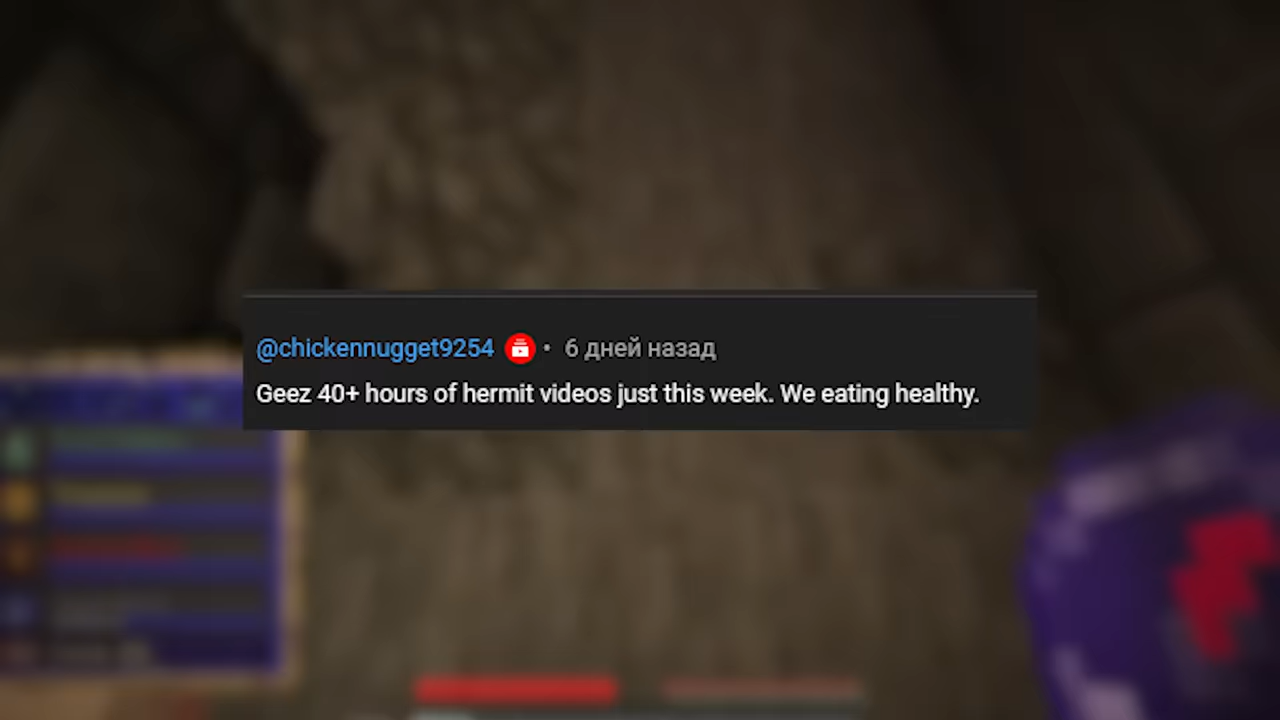 @chickennugget9254 • 6 дней назад
Geez 40+ hours of hermit videos just this week. We eating healthy.